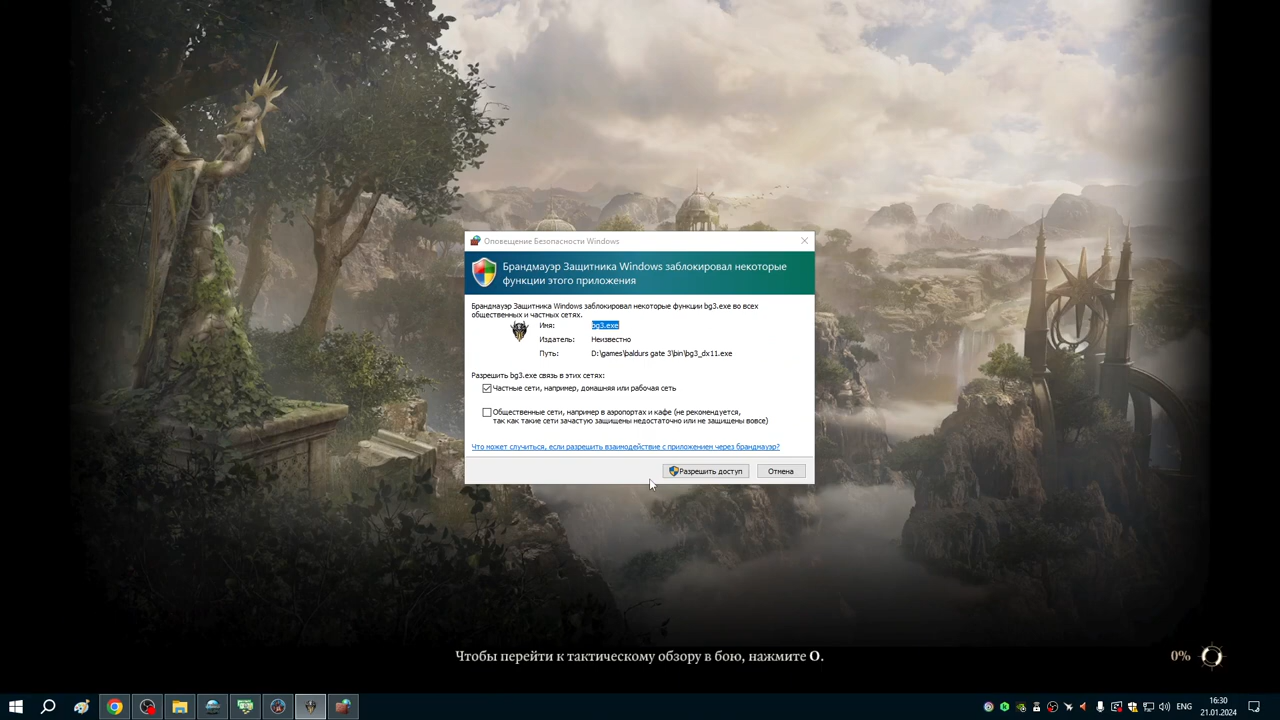 Оповещение Безопасности Windows
Брандмауэр Защитника Windows заблокировал некоторые
функции этого приложения
Брандмауэр Защитника Windows заблокировал некоторые функции bg3.exe во всех
общественных и частных сетях.
Имя: bg3.exe
Издатель: Неизвестно
Путь: D:\games\baldurs gate 3\bin\bg3_dx11.exe
Разрешить bg3.exe связь в этих сетях:
Частные сети, например, домашняя или рабочая сеть
Общественные сети, например в аэропортах и кафе (не рекомендуется,
так как такие сети зачастую защищены недостаточно или не защищены вовсе)
Что может случиться, если разрешить взаимодействие с приложением через брандмауэр?
Разрешить доступ Отмена
Чтобы перейти к тактическому обзору в бою, нажмите O.
0%
ENG
16:30
21.01.2024